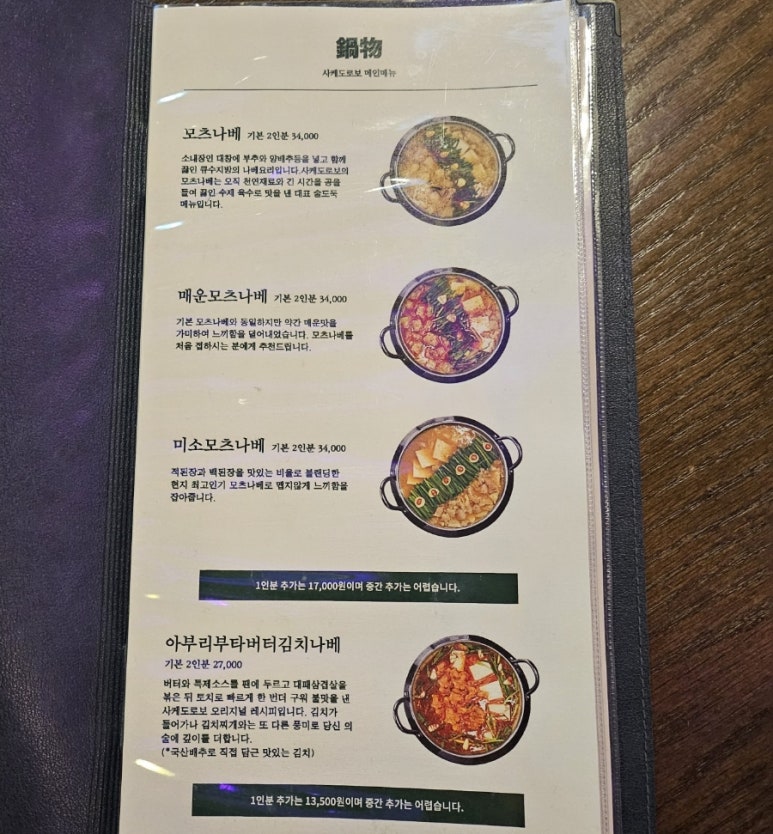 鍋物
사케도로보 메인메뉴
모츠나베 기본 2인분 34,000
소내장인 대창에 부추와 양배추등을 넣고 함께
끓인 큐수지방의 나베요리입니다.사케도로보의
모츠나베는 오직 천연재료와 긴 시간을 공을
들여 끓인 수제 육수로 맛을 낸 대표 술도둑
메뉴입니다.
매운모츠나베 기본 2인분 34,000
기본 모츠나베와 동일하지만 약간 매운맛을
가미하여 느끼함을 덜어내었습니다. 모츠나베를
처음 접하시는 분에게 추천드립니다.
미소모츠나베 기본 2인분 34,000
적된장과 백된장을 맛있는 비율로 블렌딩한
현지 최고인기 모츠나베로 맵지않게 느끼함을
잡아줍니다.
1인분 추가는 17,000원이며 중간 추가는 어렵습니다.
아부리부타버터김치나베
기본 2인분 27,000
버터와 특제소스를 팬에 두르고 대패삼겹살을
볶은 뒤 토치로 빠르게 한 번더 구워 불맛을 낸
사케도로보 오리지널 레시피입니다. 김치가
들어가나 김치찌개와는 또 다른 풍미로 당신 의
술에 깊이를 더합니다.
(*국산배추로 직접 담근 맛있는 김치)
1인분 추가는 13,500원이며 중간 추가는 어렵습니다.